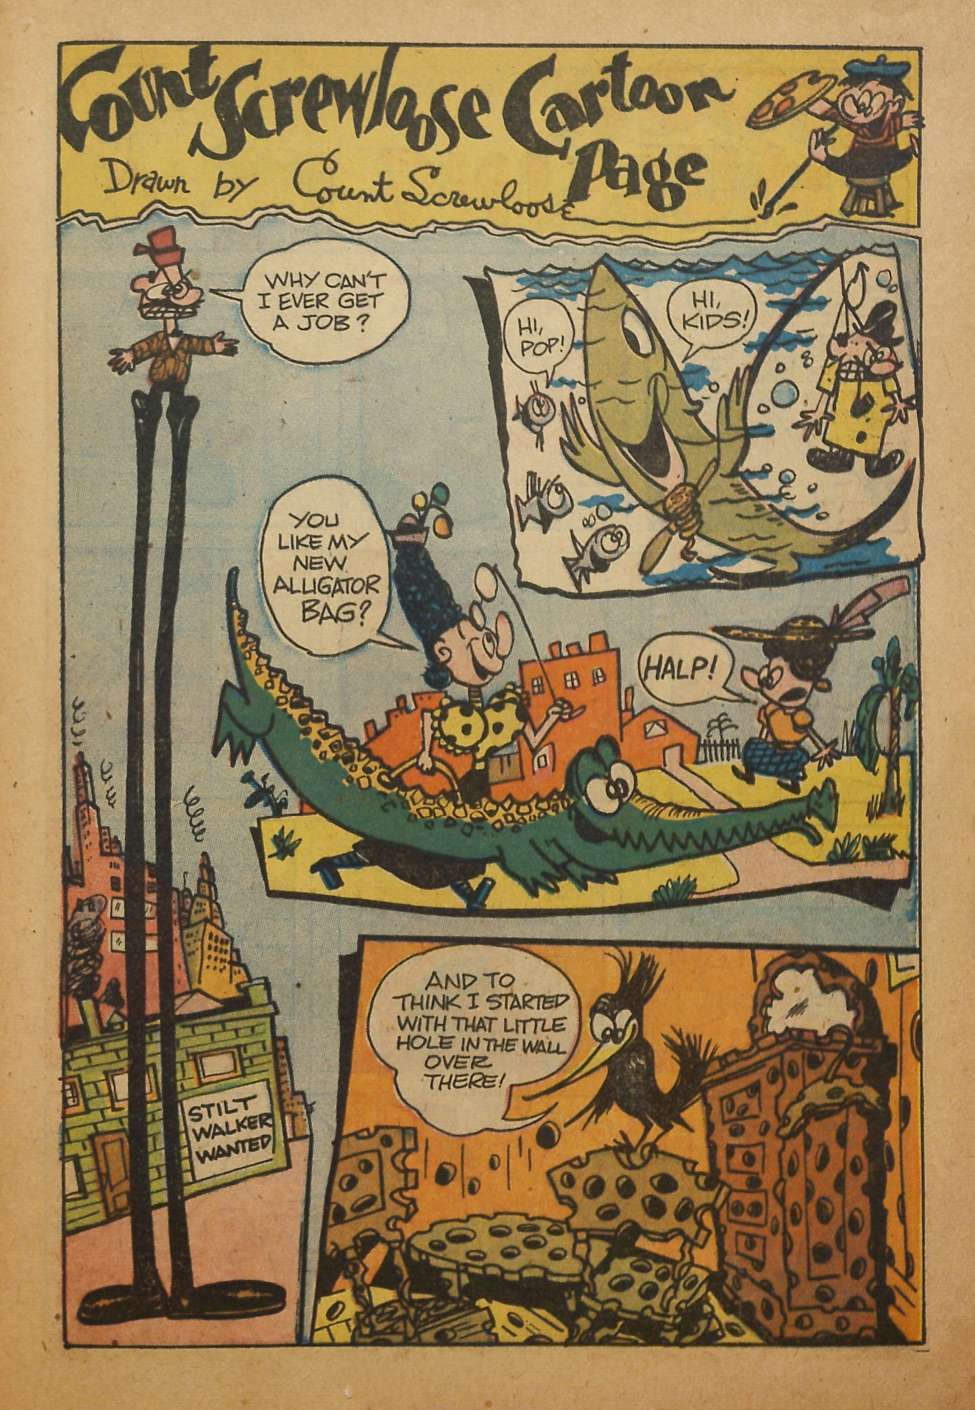 Count Screwloose Cartoon
Page
Drawn by Count Screwloose
WHY CAN'T
I EVER GET
A JOB?
HI,
POP!
HI,
KIDS!
YOU
LIKE MY
NEW
ALLIGATOR
BAG?
HALP!
AND TO
THINK I STARTED
WITH THAT LITTLE
HOLE IN THE WALL
OVER
THERE!
STILT
WALKER
WANTED